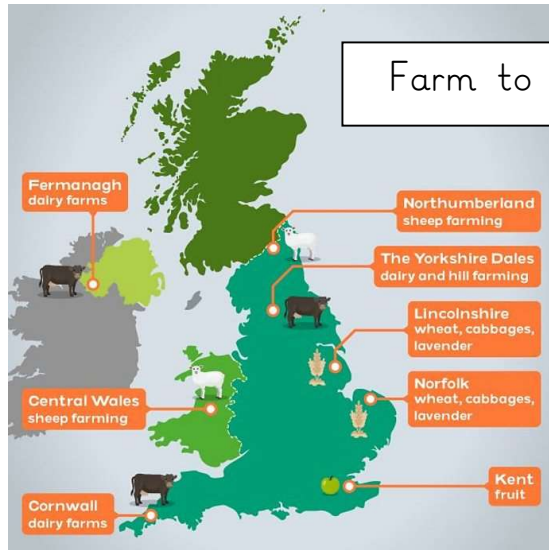 Farm to
Fermanagh
dairy farms
Northumberland
sheep farming
The Yorkshire Dales
dairy and hill farming
Lincolnshire
wheat, cabbages,
lavender
Norfolk
wheat, cabbages,
lavender
Central Wales
sheep farming
Kent
fruit
Cornwall
dairy farms